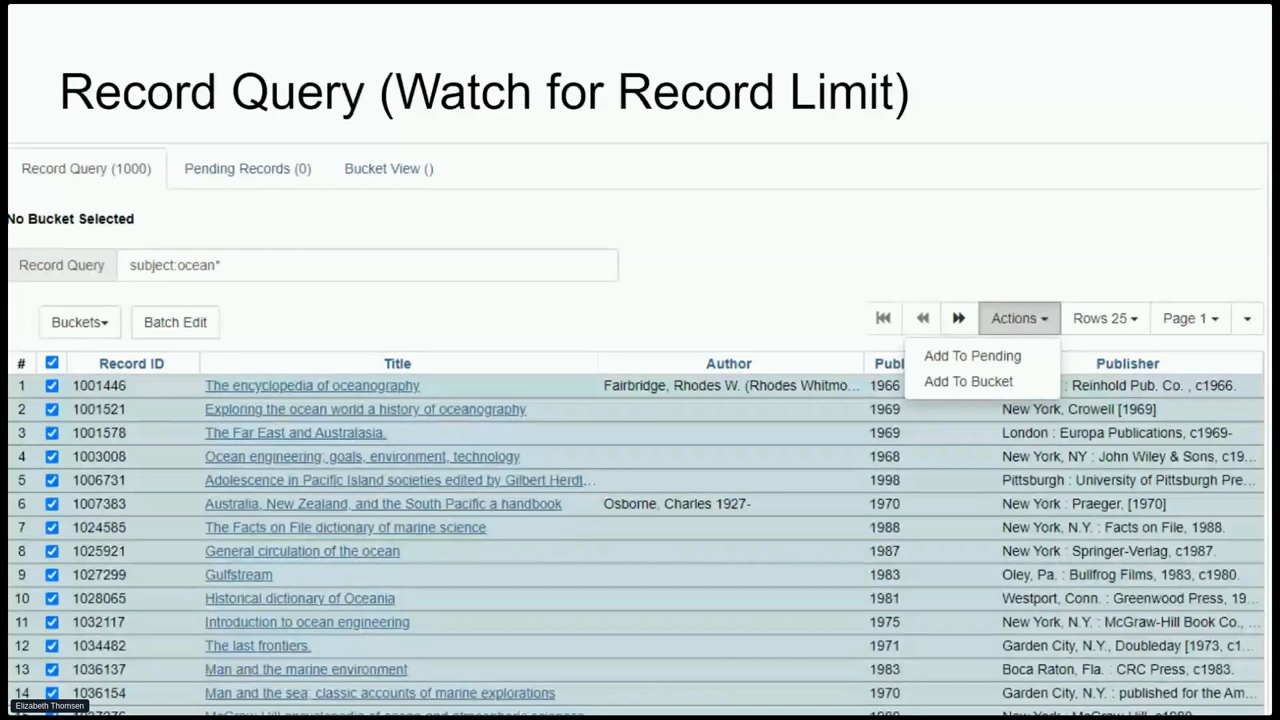 Record Query (Watch for Record Limit)
Record Query (1000) Pending Records (0) Bucket View ()
No Bucket Selected
Record Query subject:ocean*
Buckets Batch Edit Actions Rows 25 Page 1
Add To Pending
Add To Bucket
# Record ID Title Author Publ Publisher
1 1001446 The encyclopedia of oceanography Fairbridge, Rhodes W. (Rhodes Whitmo... 1966 : Reinhold Pub. Co. , c1966.
2 1001521 Exploring the ocean world a history of oceanography 1969 New York, Crowell [1969]
3 1001578 The Far East and Australasia. 1969 London : Europa Publications, c1969-
4 1003008 Ocean engineering; goals, environment, technology 1968 New York, NY : John Wiley & Sons, c19...
5 1006731 Adolescence in Pacific Island societies edited by Gilbert Herdt... 1998 Pittsburgh : University of Pittsburgh Pre...
6 1007383 Australia, New Zealand, and the South Pacific a handbook Osborne, Charles 1927- 1970 New York : Praeger, [1970]
7 1024585 The Facts on File dictionary of marine science 1988 New York, N.Y. : Facts on File, 1988.
8 1025921 General circulation of the ocean 1987 New York : Springer-Verlag, c1987.
9 1027299 Gulfstream 1983 Oley, Pa. : Bullfrog Films, 1983, c1980.
10 1028065 Historical dictionary of Oceania 1981 Westport, Conn. : Greenwood Press, 19...
11 1032117 Introduction to ocean engineering 1975 New York, N.Y. : McGraw-Hill Book Co., ...
12 1034482 The last frontiers. 1971 Garden City, N.Y., Doubleday [1973, c1...
13 1036137 Man and the marine environment 1983 Boca Raton, Fla. : CRC Press, c1983.
14 1036154 Man and the sea; classic accounts of marine explorations 1970 Garden City, N.Y. : published for the Am...
Elizabeth Thomsen